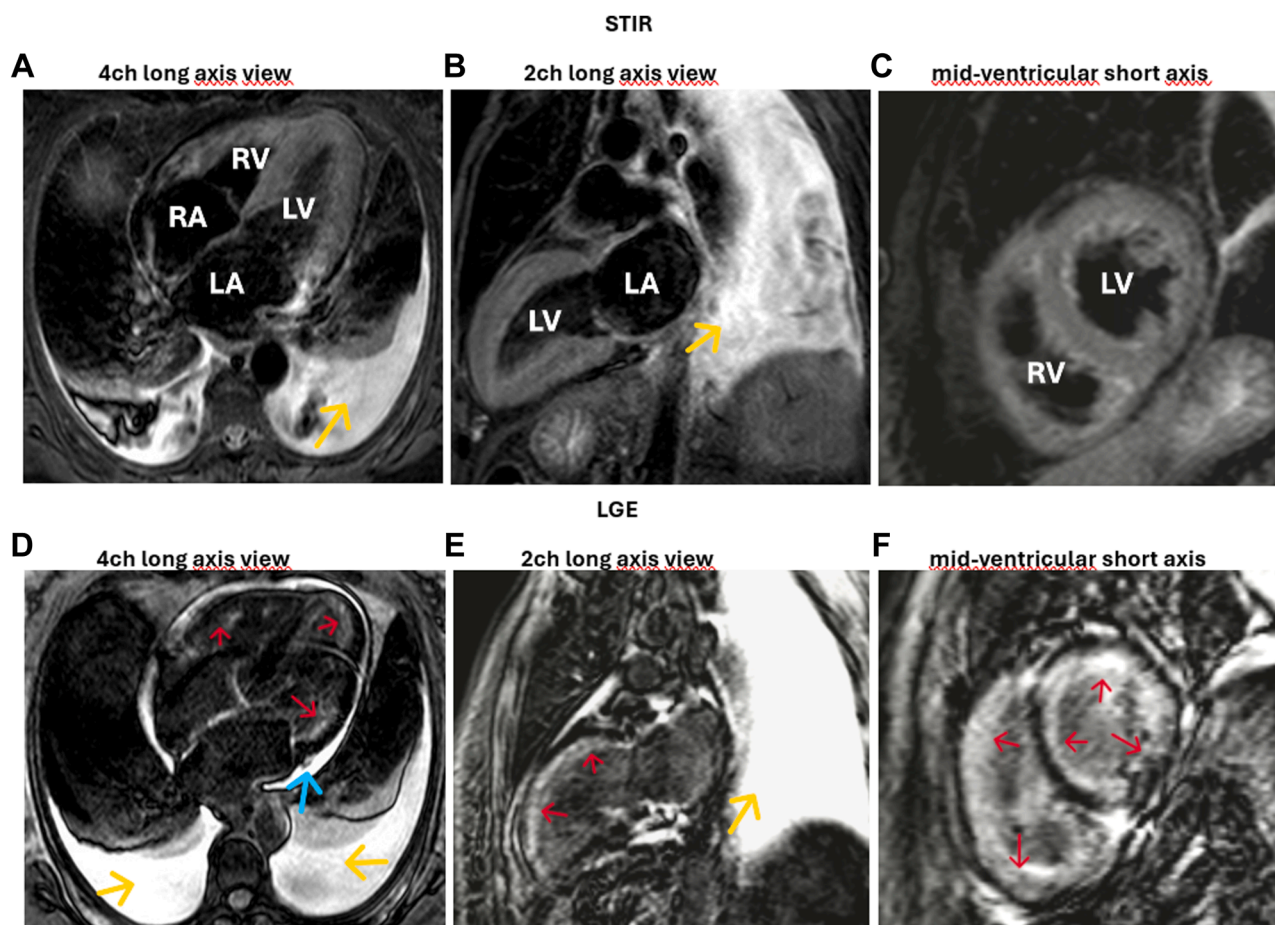 STIR
A 4ch long axis view
B 2ch long axis view
C mid-ventricular short axis
RV
RA
LV
LA
LV
LA
LV
RV
LGE
D 4ch long axis view
E 2ch long axis view
F mid-ventricular short axis